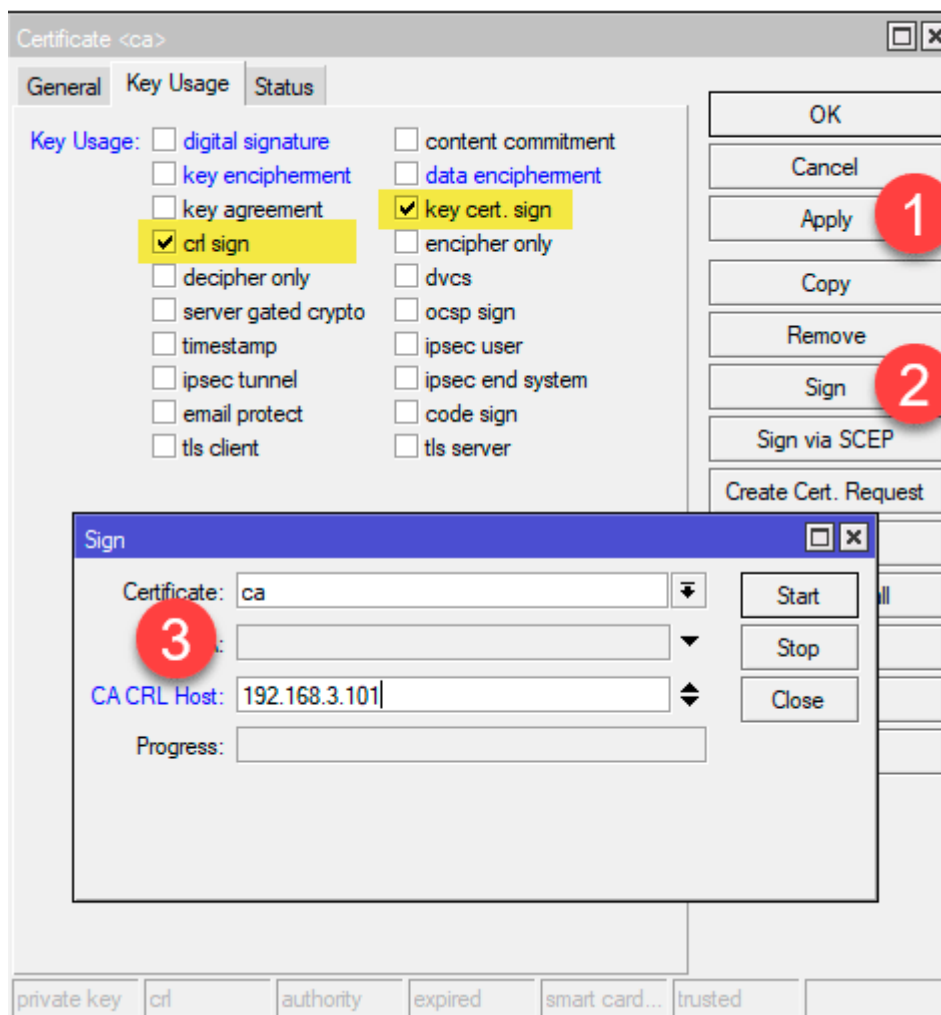 Certificate <ca>
General Key Usage Status
Key Usage: digital signature content commitment
key encipherment data encipherment
key agreement key cert. sign
crl sign encipher only
decipher only dvcs
server gated crypto ocsp sign
timestamp ipsec user
ipsec tunnel ipsec end system
email protect code sign
tls client tls server
OK
Cancel
Apply 1
Copy
Remove
Sign 2
Sign via SCEP
Create Cert. Request
Sign
Certificate: ca
3
CA CRL Host: 192.168.3.101
Progress:
Start
Stop
Close
private key crl authority expired smart card... trusted